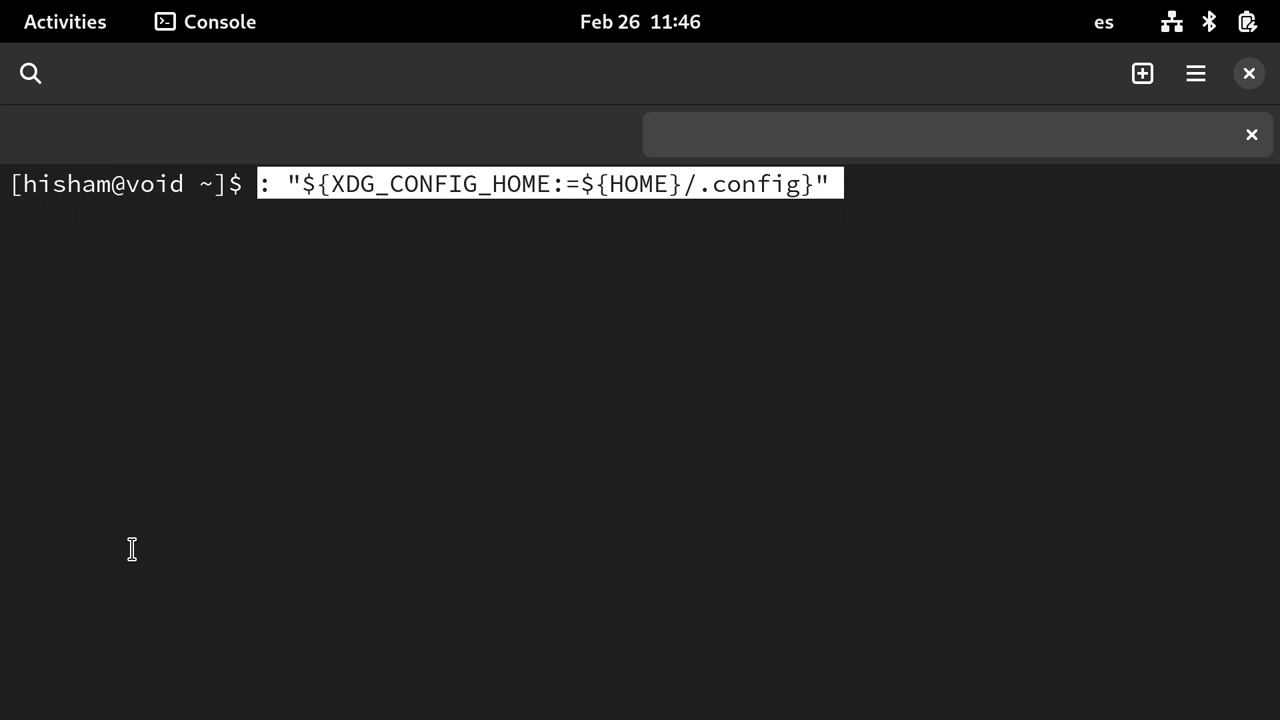 Activities Console Feb 26 11:46 es
[hisham@void ~]$ : "${XDG_CONFIG_HOME:=${HOME}/.config}"